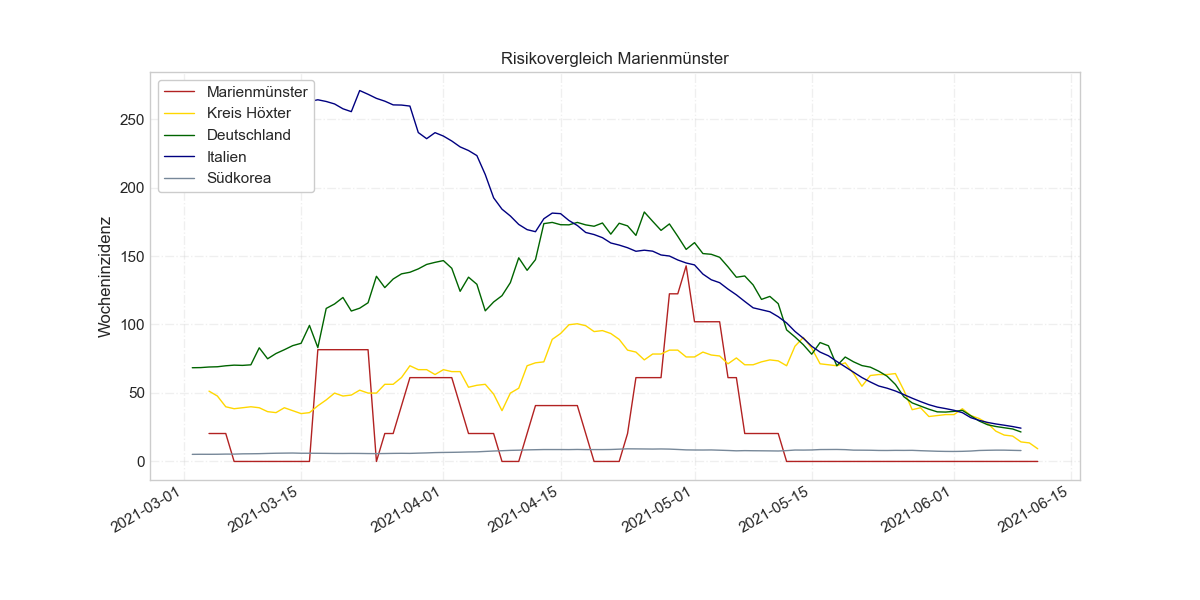 Risikovergleich Marienmünster
Marienmünster
Kreis Höxter
Deutschland
Italien
Südkorea
Wocheninzidenz
250
200
150
100
50
0
2021-03-01
2021-03-15
2021-04-01
2021-04-15
2021-05-01
2021-05-15
2021-06-01
2021-06-15